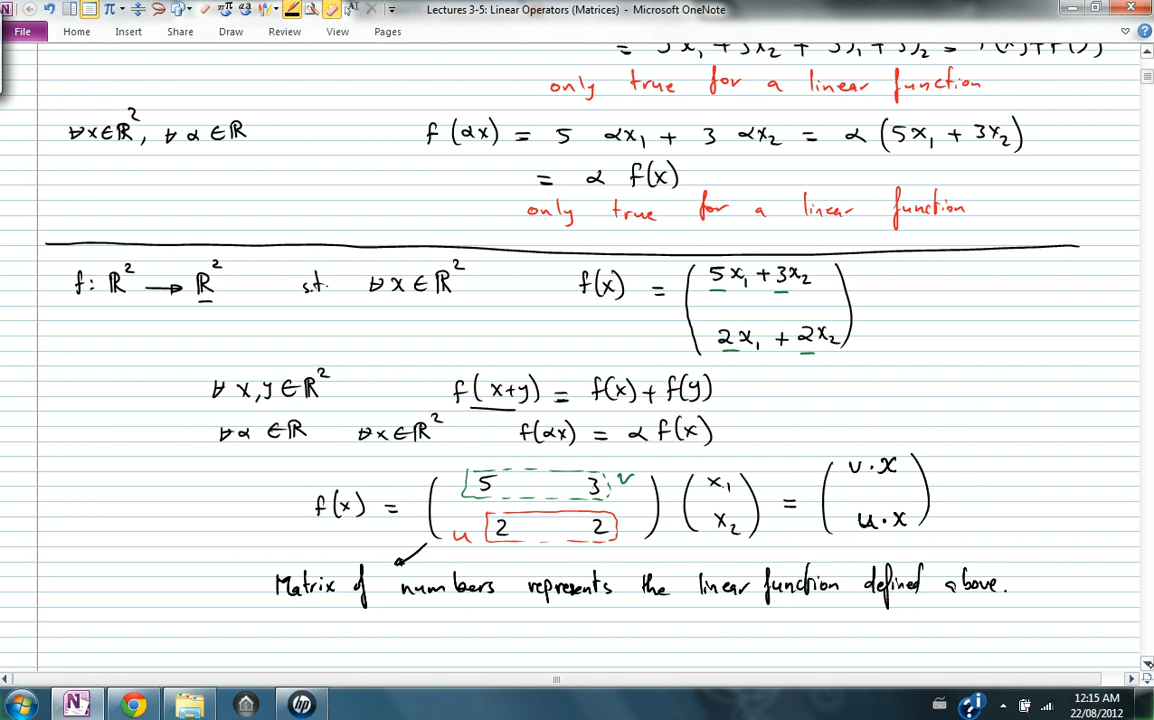 Lectures 3-5: Linear Operators (Matrices) - Microsoft OneNote
File Home Insert Share Draw Review View Pages
only true for a linear function
∀x∈ℝ², ∀α∈ℝ f(αx) = 5 αx₁ + 3 αx₂ = α(5x₁ + 3x₂)
= α f(x)
only true for a linear function
f: ℝ² → ℝ² s.t. ∀x∈ℝ² f(x) = (5x₁ + 3x₂
2x₁ + 2x₂)
∀x,y∈ℝ² f(x+y) = f(x) + f(y)
∀α∈ℝ ∀x∈ℝ² f(αx) = α f(x)
f(x) = (5 3 v
u 2 2) (x₁
x₂) = (v·x
u·x)
Matrix of numbers represents the linear function defined above.
12:15 AM
22/08/2012